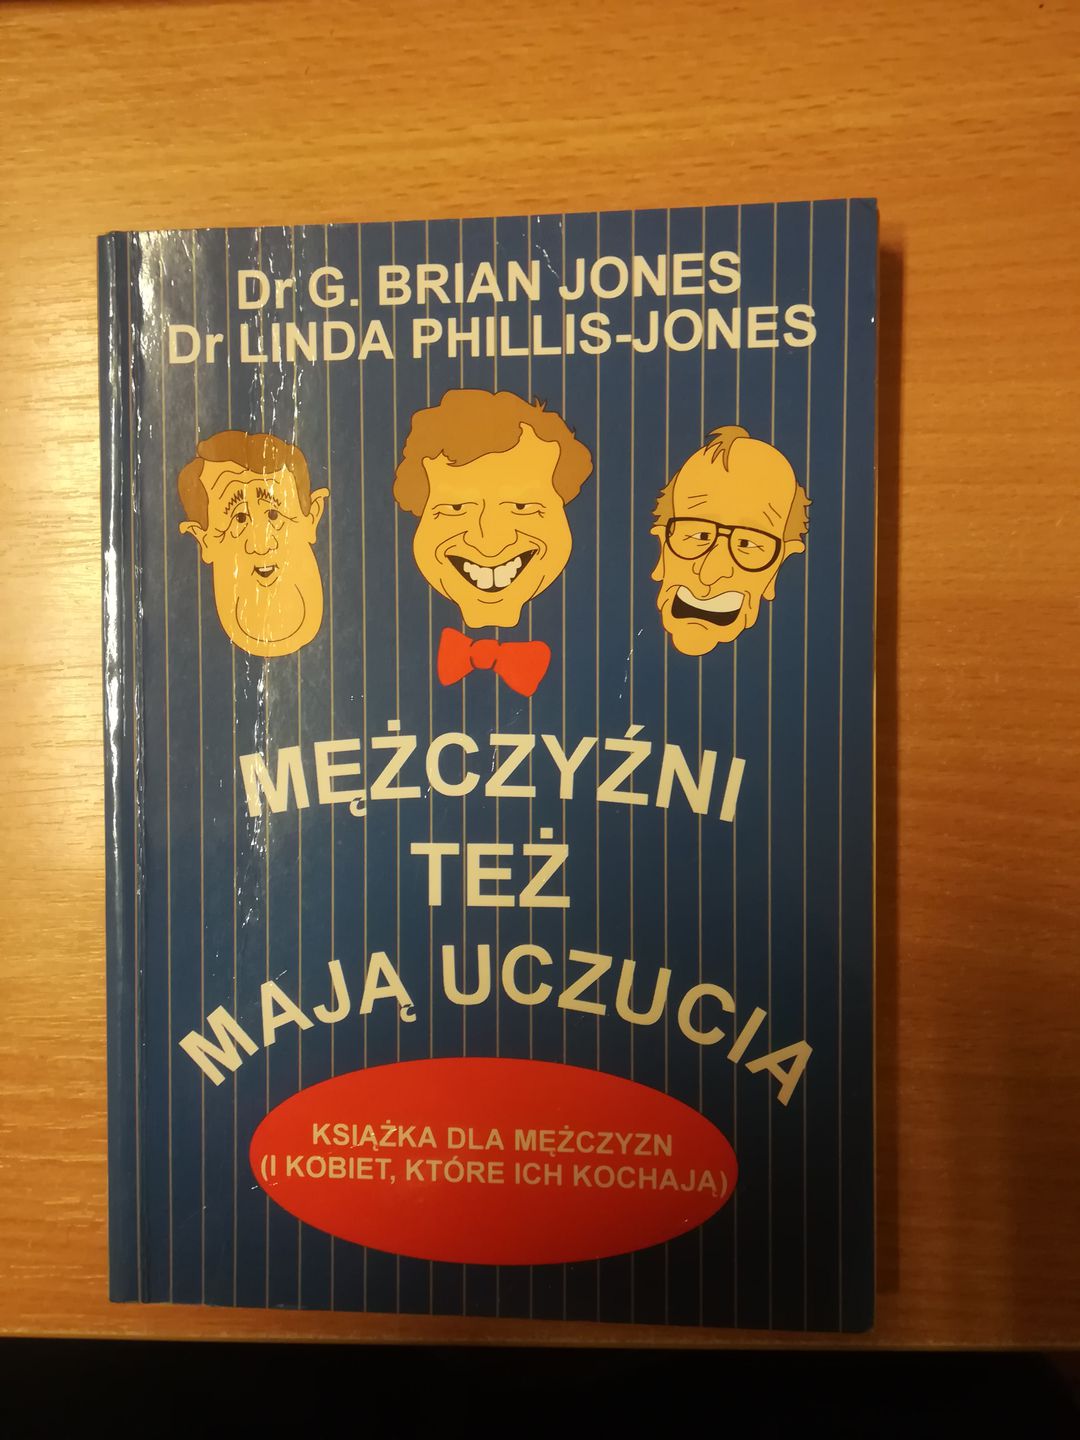 Dr G. BRIAN JONES
Dr LINDA PHILLIS-JONES
MĘŻCZYŹNI
TEŻ
MAJĄ UCZUCIA
KSIĄŻKA DLA MĘŻCZYZN
(I KOBIET, KTÓRE ICH KOCHAJĄ)